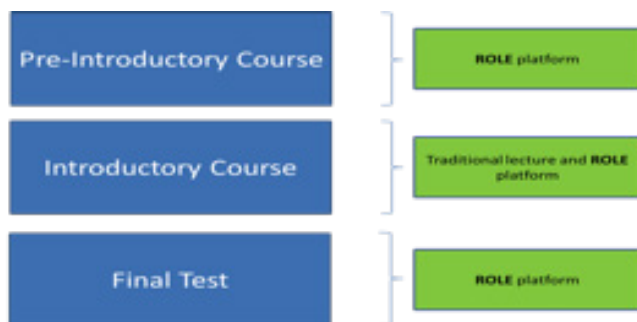 Pre-Introductory Course
ROLE platform
Introductory Course
Traditional lecture and ROLE
platform
Final Test
ROLE platform